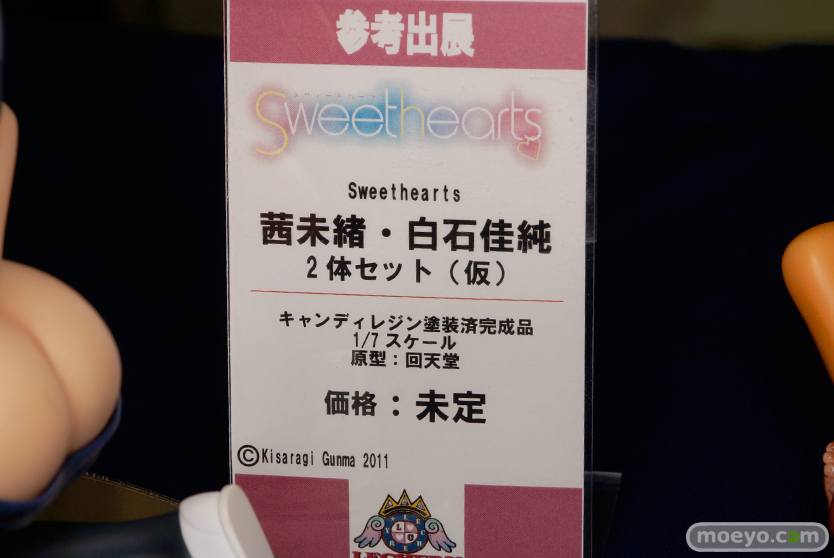 参考出展
Sweethearts
Sweethearts
茜未緒・白石佳純
2体セット（仮）
キャンディレジン塗装済完成品
1/7スケール
原型：回天堂
価格：未定
©Kisaragi Gunma 2011
moeyo.com